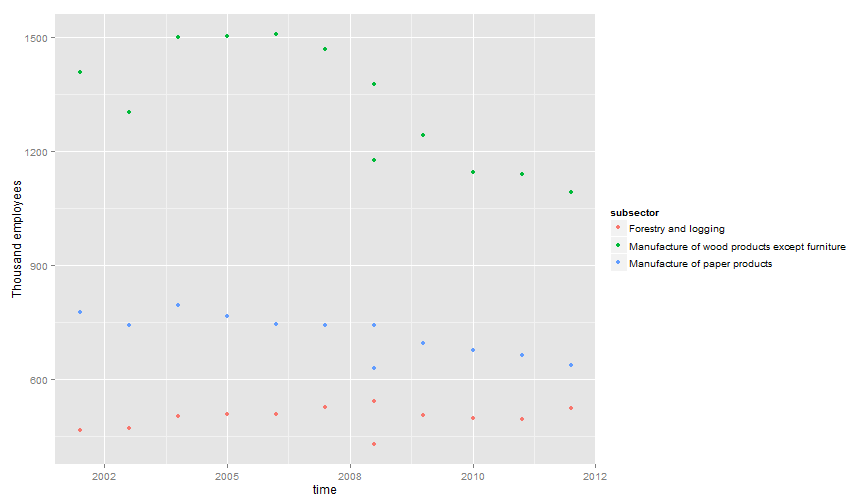 1500
1200
900
600
Thousand employees
2002
2005
2008
2010
2012
time
subsector
Forestry and logging
Manufacture of wood products except furniture
Manufacture of paper products